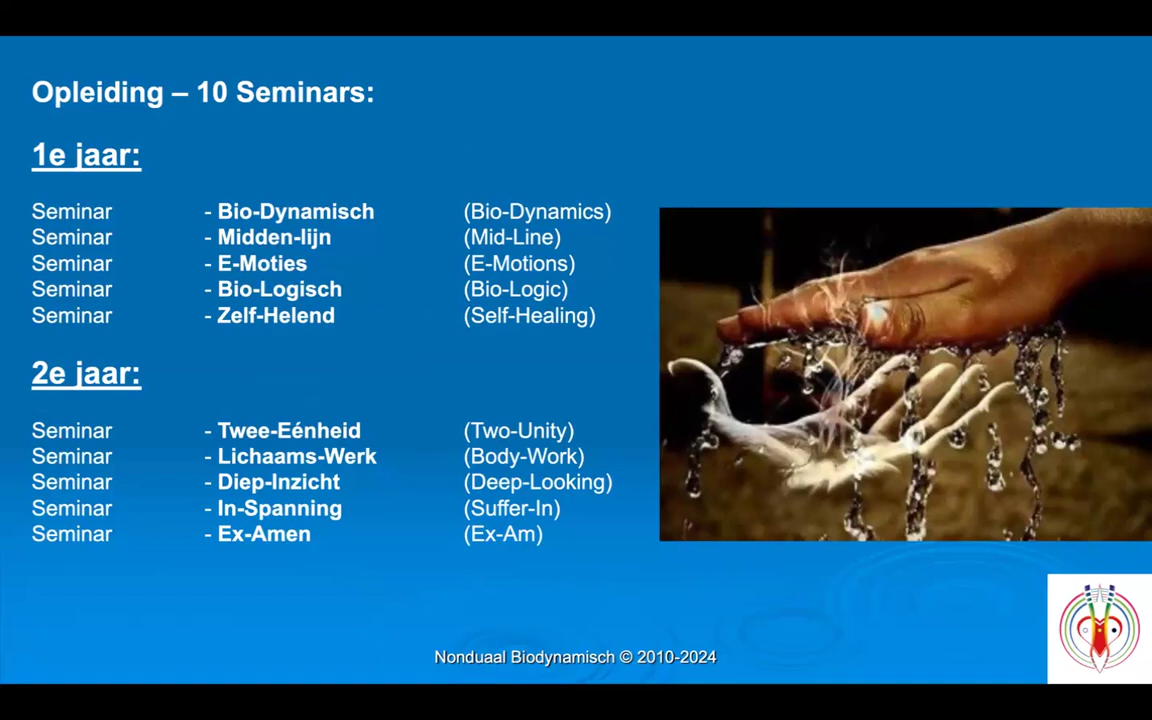 Opleiding – 10 Seminars:
1e jaar:
Seminar - Bio-Dynamisch (Bio-Dynamics)
Seminar - Midden-lijn (Mid-Line)
Seminar - E-Moties (E-Motions)
Seminar - Bio-Logisch (Bio-Logic)
Seminar - Zelf-Helend (Self-Healing)
2e jaar:
Seminar - Twee-Eénheid (Two-Unity)
Seminar - Lichaams-Werk (Body-Work)
Seminar - Diep-Inzicht (Deep-Looking)
Seminar - In-Spanning (Suffer-In)
Seminar - Ex-Amen (Ex-Am)
Nonduaal Biodynamisch © 2010-2024